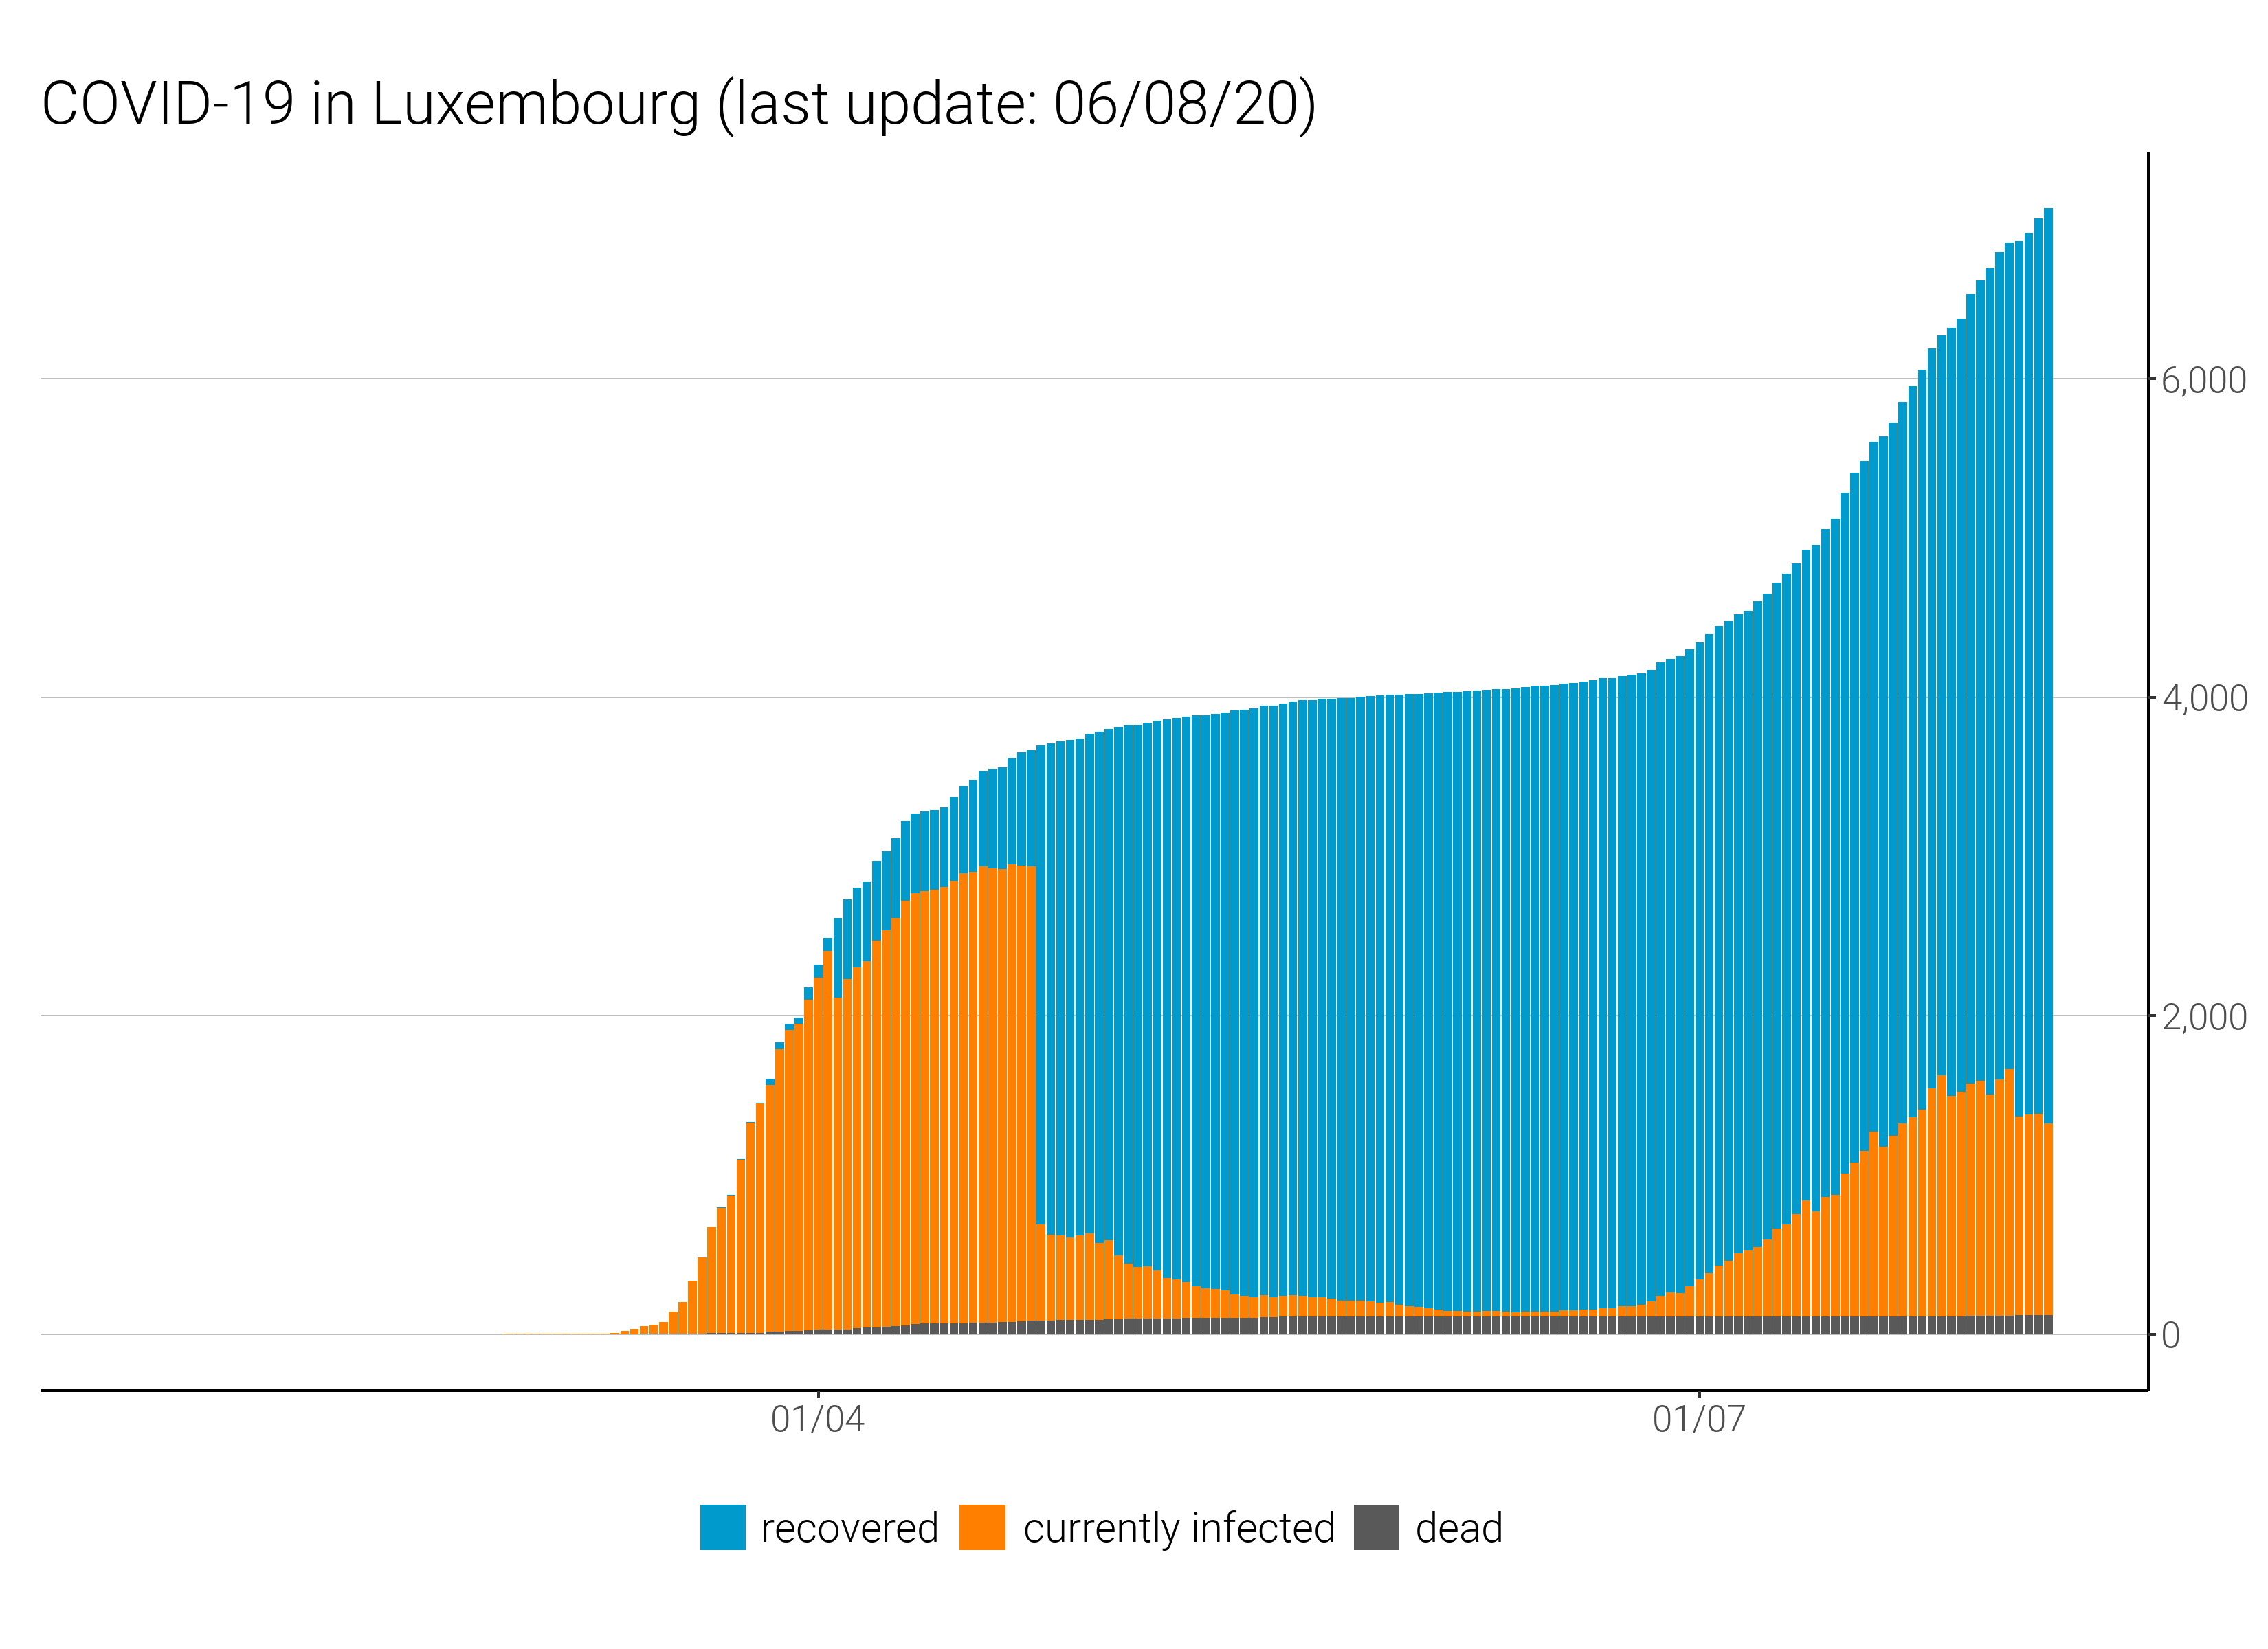 COVID-19 in Luxembourg (last update: 06/08/20)
6,000
4,000
2,000
0
01/04 01/07
recovered currently infected dead